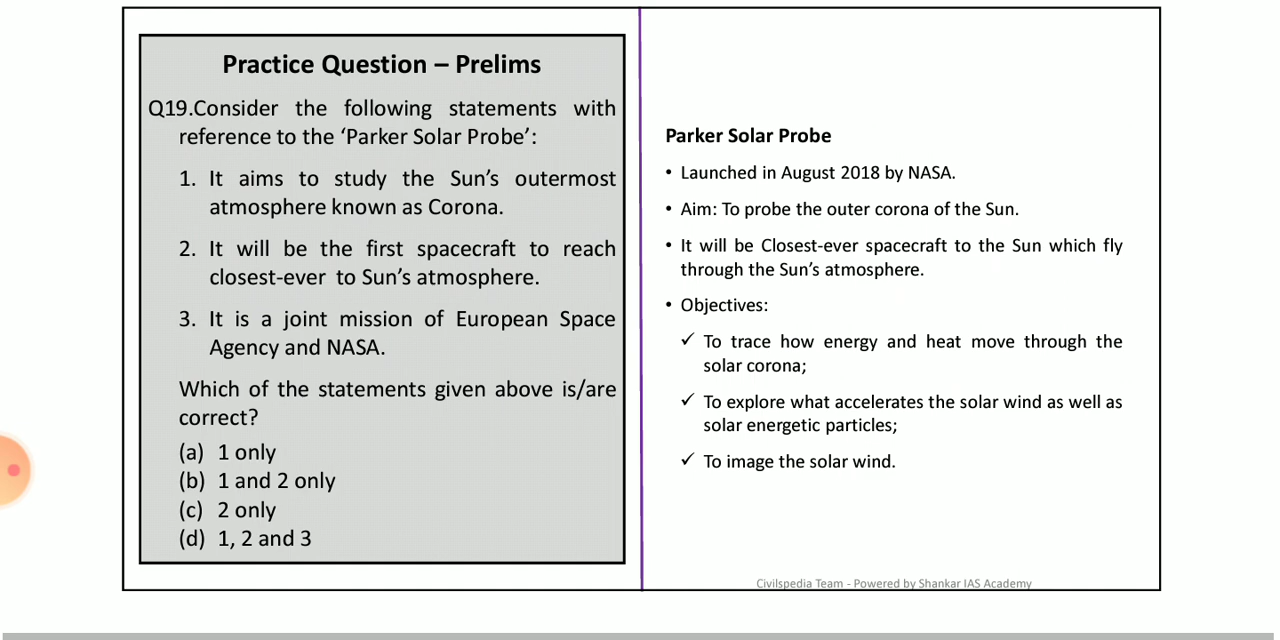 Practice Question – Prelims
Q19.Consider the following statements with
reference to the ‘Parker Solar Probe’:
1. It aims to study the Sun’s outermost
atmosphere known as Corona.
2. It will be the first spacecraft to reach
closest-ever to Sun’s atmosphere.
3. It is a joint mission of European Space
Agency and NASA.
Which of the statements given above is/are
correct?
(a) 1 only
(b) 1 and 2 only
(c) 2 only
(d) 1, 2 and 3
Parker Solar Probe
• Launched in August 2018 by NASA.
• Aim: To probe the outer corona of the Sun.
• It will be Closest-ever spacecraft to the Sun which fly
through the Sun’s atmosphere.
• Objectives:
✓ To trace how energy and heat move through the
solar corona;
✓ To explore what accelerates the solar wind as well as
solar energetic particles;
✓ To image the solar wind.
Civilspedia Team - Powered by Shankar IAS Academy